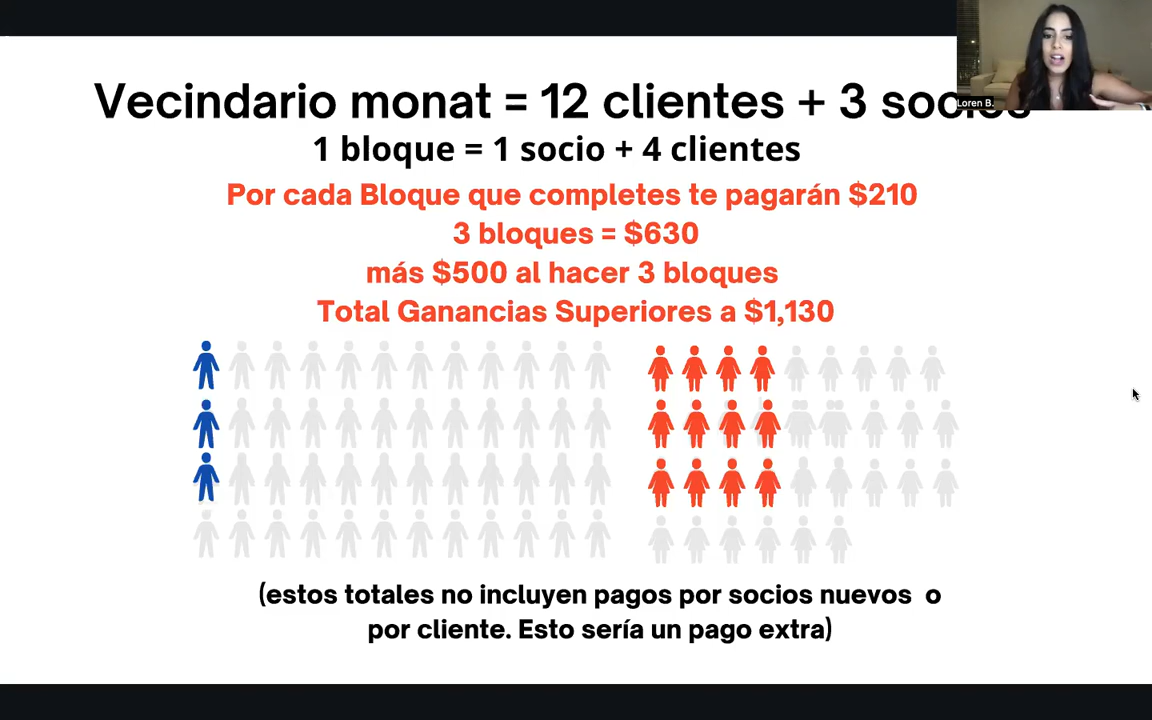 Vecindario monat = 12 clientes + 3 socios
Loren B.
1 bloque = 1 socio + 4 clientes
Por cada Bloque que completes te pagarán $210
3 bloques = $630
más $500 al hacer 3 bloques
Total Ganancias Superiores a $1,130
(estos totales no incluyen pagos por socios nuevos o
por cliente. Esto sería un pago extra)